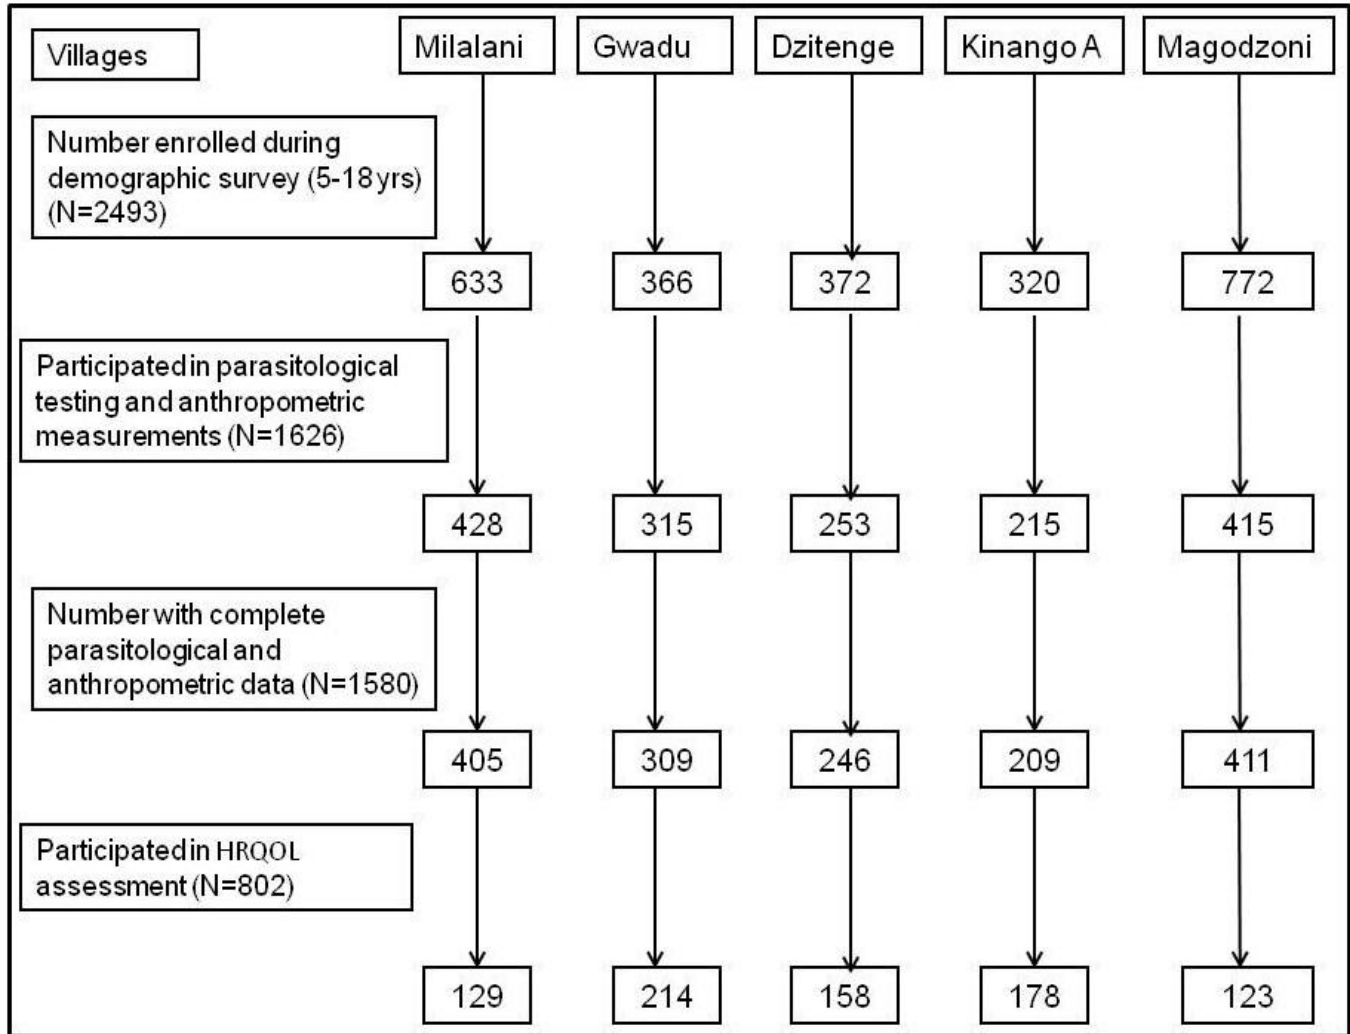 Villages
Milalani
Gwadu
Dzitenge
Kinango A
Magodzoni
Number enrolled during
demographic survey (5-18 yrs)
(N=2493)
633
366
372
320
772
Participated in parasitological
testing and anthropometric
measurements (N=1626)
428
315
253
215
415
Number with complete
parasitological and
anthropometric data (N=1580)
405
309
246
209
411
Participated in HRQOL
assessment (N=802)
129
214
158
178
123